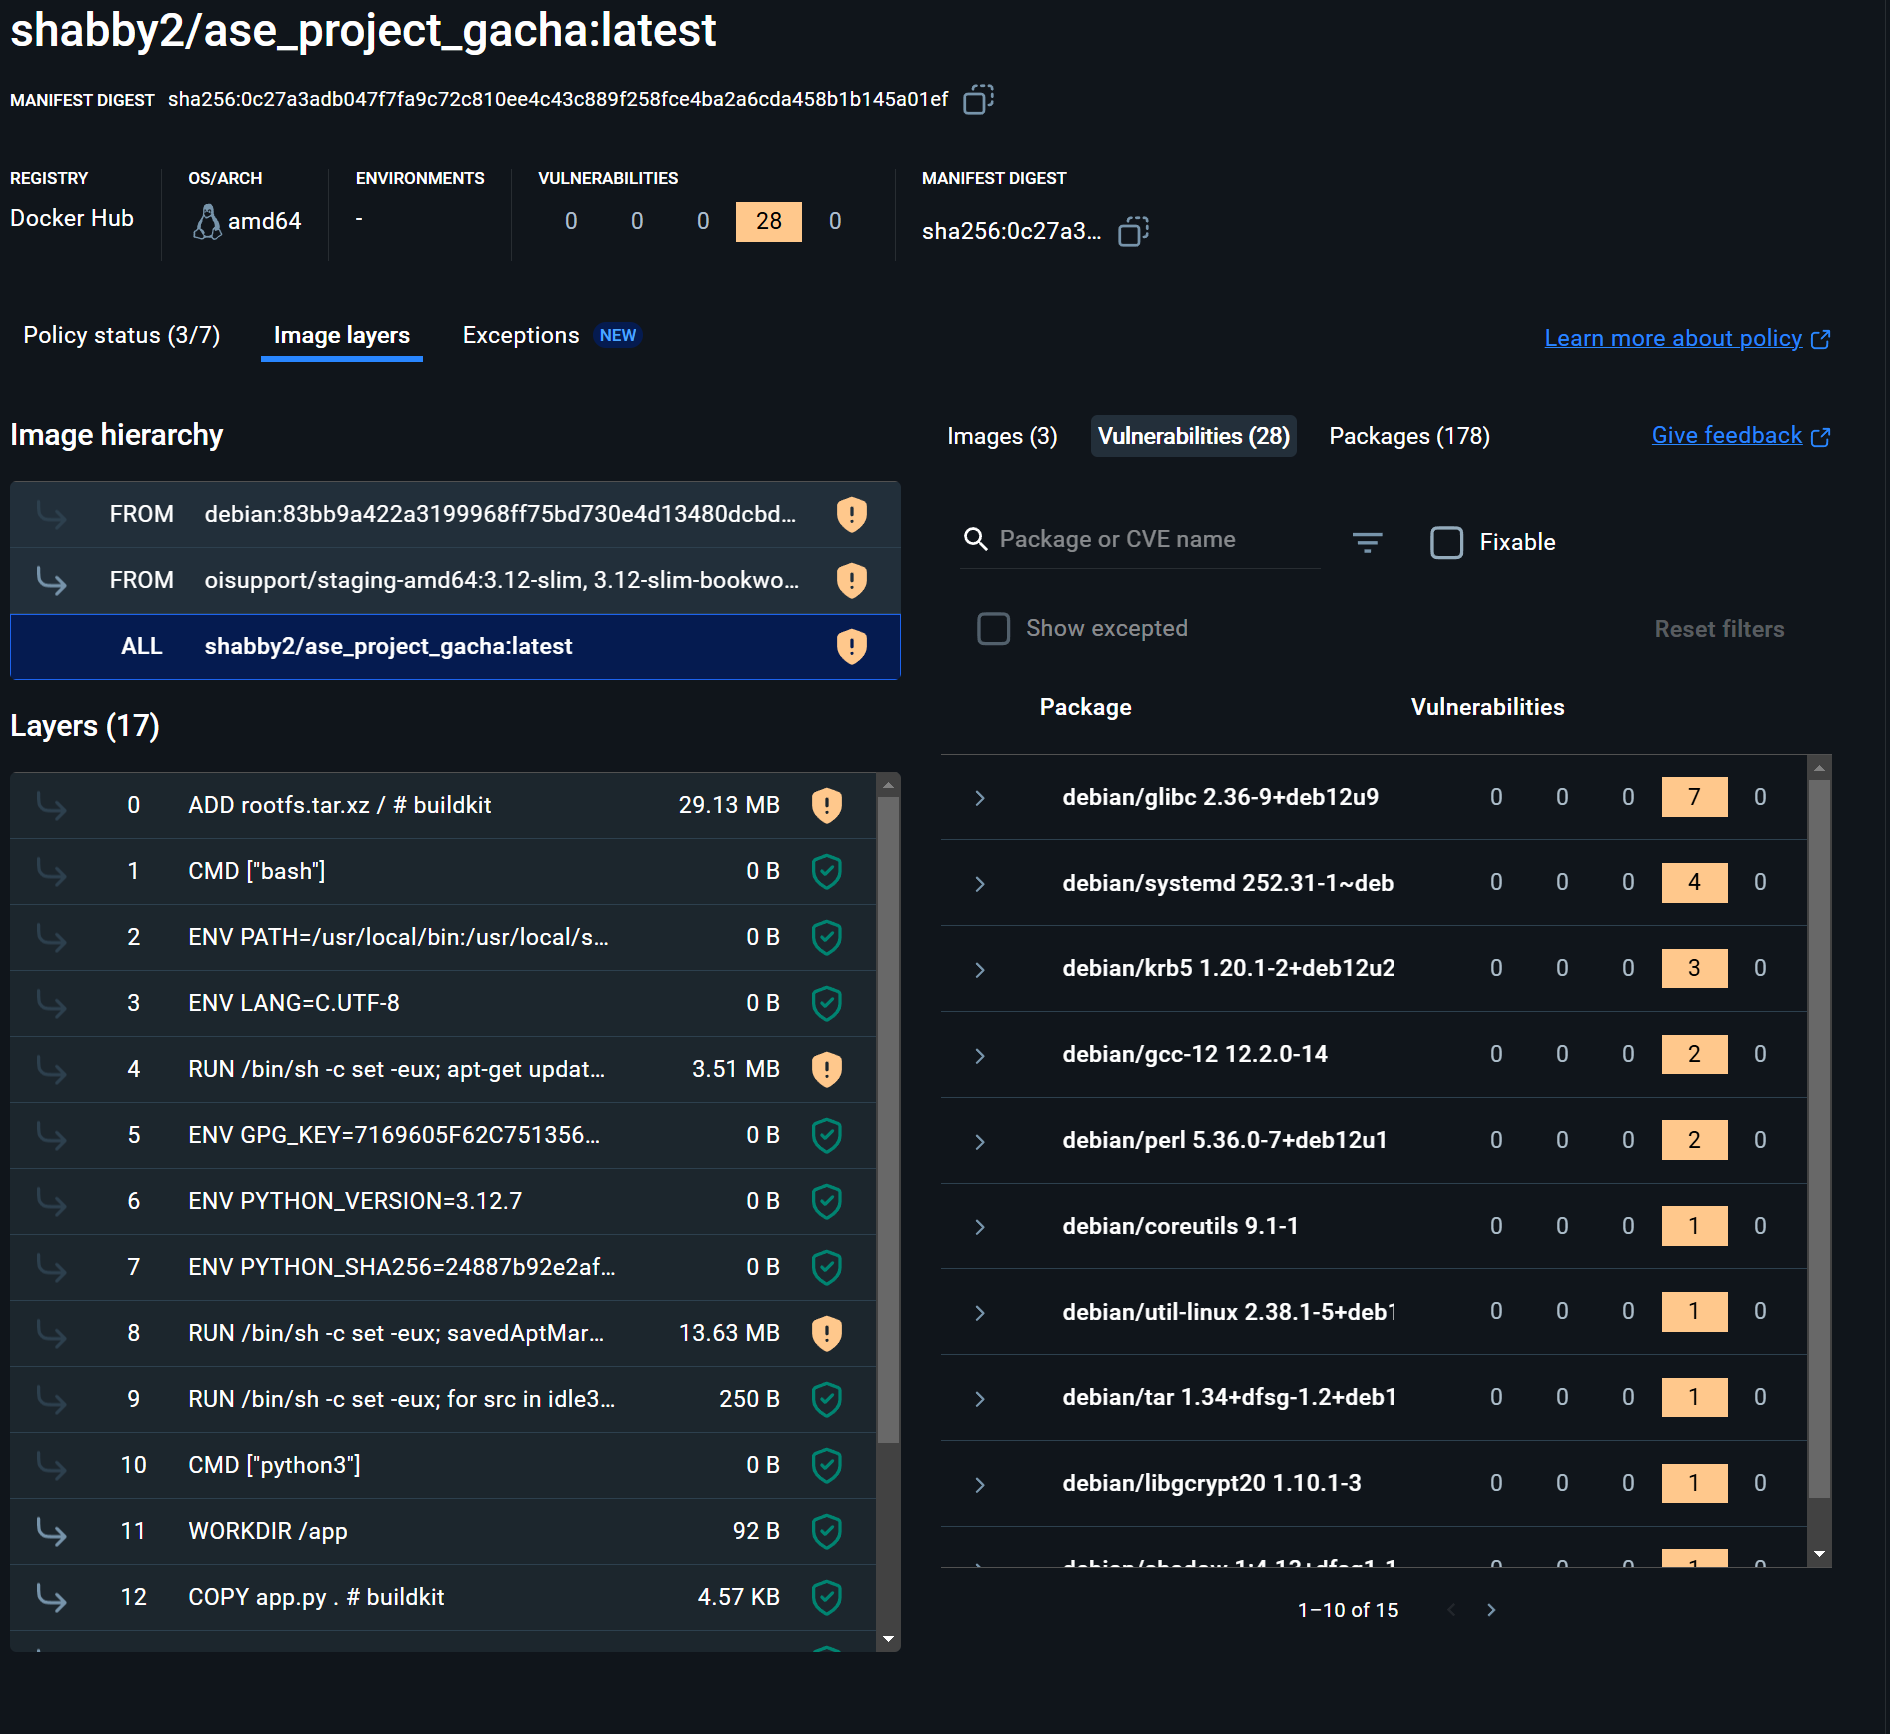 shabby2/ase_project_gacha:latest
MANIFEST DIGEST sha256:0c27a3adb047f7fa9c72c810ee4c43c889f258fce4ba2a6cda458b1b145a01ef
REGISTRY
Docker Hub
OS/ARCH
amd64
ENVIRONMENTS
-
VULNERABILITIES
0 0 0 28 0
MANIFEST DIGEST
sha256:0c27a3...
Policy status (3/7) Image layers Exceptions NEW
Learn more about policy
Image hierarchy
FROM debian:83bb9a422a3199968ff75bd730e4d13480dcbd...
FROM oisupport/staging-amd64:3.12-slim, 3.12-slim-bookwo...
ALL shabby2/ase_project_gacha:latest
Layers (17)
0 ADD rootfs.tar.xz / # buildkit 29.13 MB
1 CMD ["bash"] 0 B
2 ENV PATH=/usr/local/bin:/usr/local/s... 0 B
3 ENV LANG=C.UTF-8 0 B
4 RUN /bin/sh -c set -eux; apt-get updat... 3.51 MB
5 ENV GPG_KEY=7169605F62C751356... 0 B
6 ENV PYTHON_VERSION=3.12.7 0 B
7 ENV PYTHON_SHA256=24887b92e2af... 0 B
8 RUN /bin/sh -c set -eux; savedAptMar... 13.63 MB
9 RUN /bin/sh -c set -eux; for src in idle3... 250 B
10 CMD ["python3"] 0 B
11 WORKDIR /app 92 B
12 COPY app.py . # buildkit 4.57 KB
Images (3) Vulnerabilities (28) Packages (178) Give feedback
Package or CVE name
Fixable
Show excepted
Reset filters
Package Vulnerabilities
debian/glibc 2.36-9+deb12u9 0 0 0 7 0
debian/systemd 252.31-1~deb 0 0 0 4 0
debian/krb5 1.20.1-2+deb12u2 0 0 0 3 0
debian/gcc-12 12.2.0-14 0 0 0 2 0
debian/perl 5.36.0-7+deb12u1 0 0 0 2 0
debian/coreutils 9.1-1 0 0 0 1 0
debian/util-linux 2.38.1-5+deb1 0 0 0 1 0
debian/tar 1.34+dfsg-1.2+deb1 0 0 0 1 0
debian/libgcrypt20 1.10.1-3 0 0 0 1 0
debian/shadow 1:4.13+dfsg1-1 0 0 0 1 0
1–10 of 15